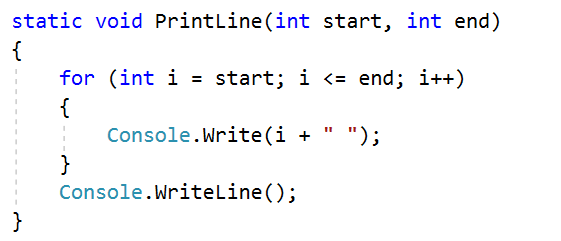 static void PrintLine(int start, int end)
{
    for (int i = start; i <= end; i++)
    {
        Console.Write(i + " ");
    }
    Console.WriteLine();
}